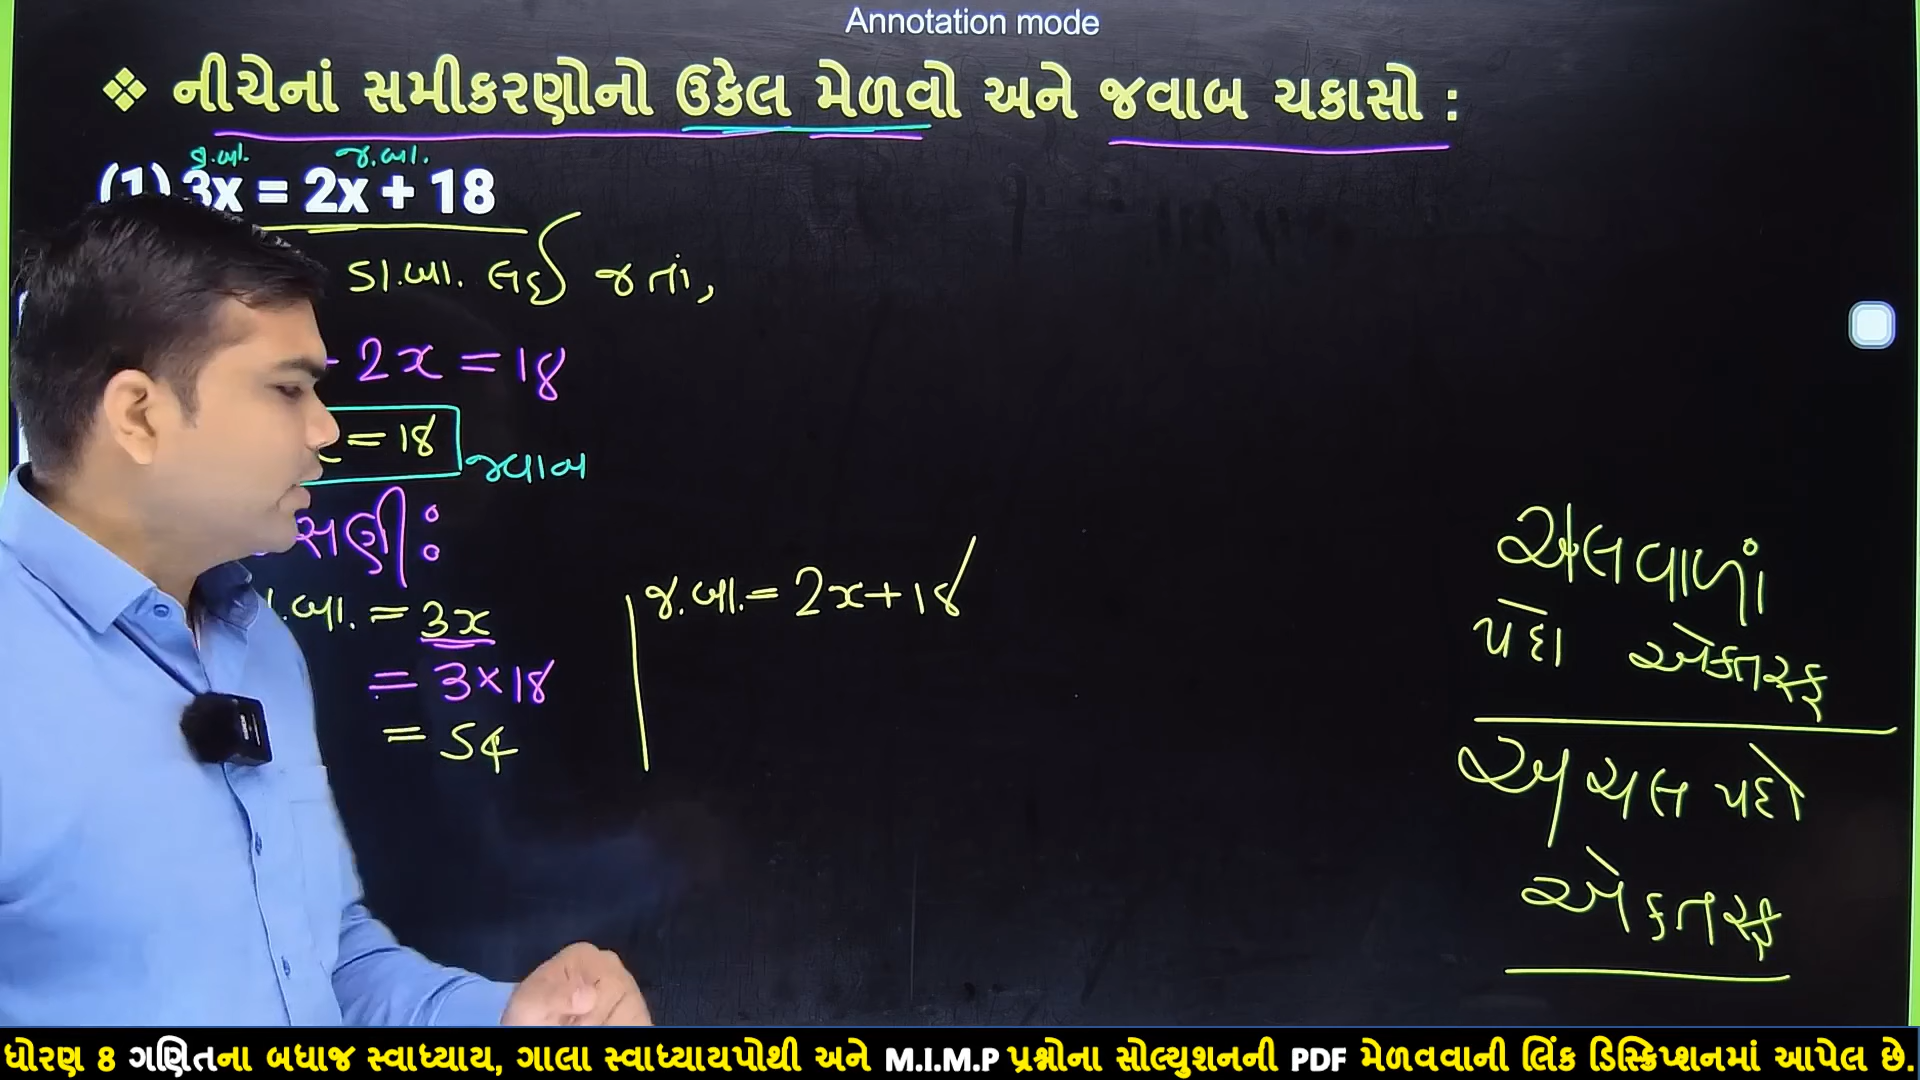 Annotation mode
❖ નીચેનાં સમીકરણોનો ઉકેલ મેળવો અને જવાબ ચકાસો :
ડા.બા. જ.બા.
(1) 3x = 2x + 18
ડા.બા. લઈ જતાં,
- 2x = 18
x = 18 જવાબ
સણી:
.બા. = 3x
= 3 × 18
= 54
જ.બા. = 2x + 18
ચલવાળાં
પદો એકતરફ
અચલ પદો
એકતરફ
ધોરણ 8 ગણિતના બધાજ સ્વાધ્યાય, ગાલા સ્વાધ્યાયપોથી અને M.I.M.P પ્રશ્નોના સોલ્યુશનની PDF મેળવવાની લિંક ડિસ્ક્રિપ્શનમાં આપેલ છે.